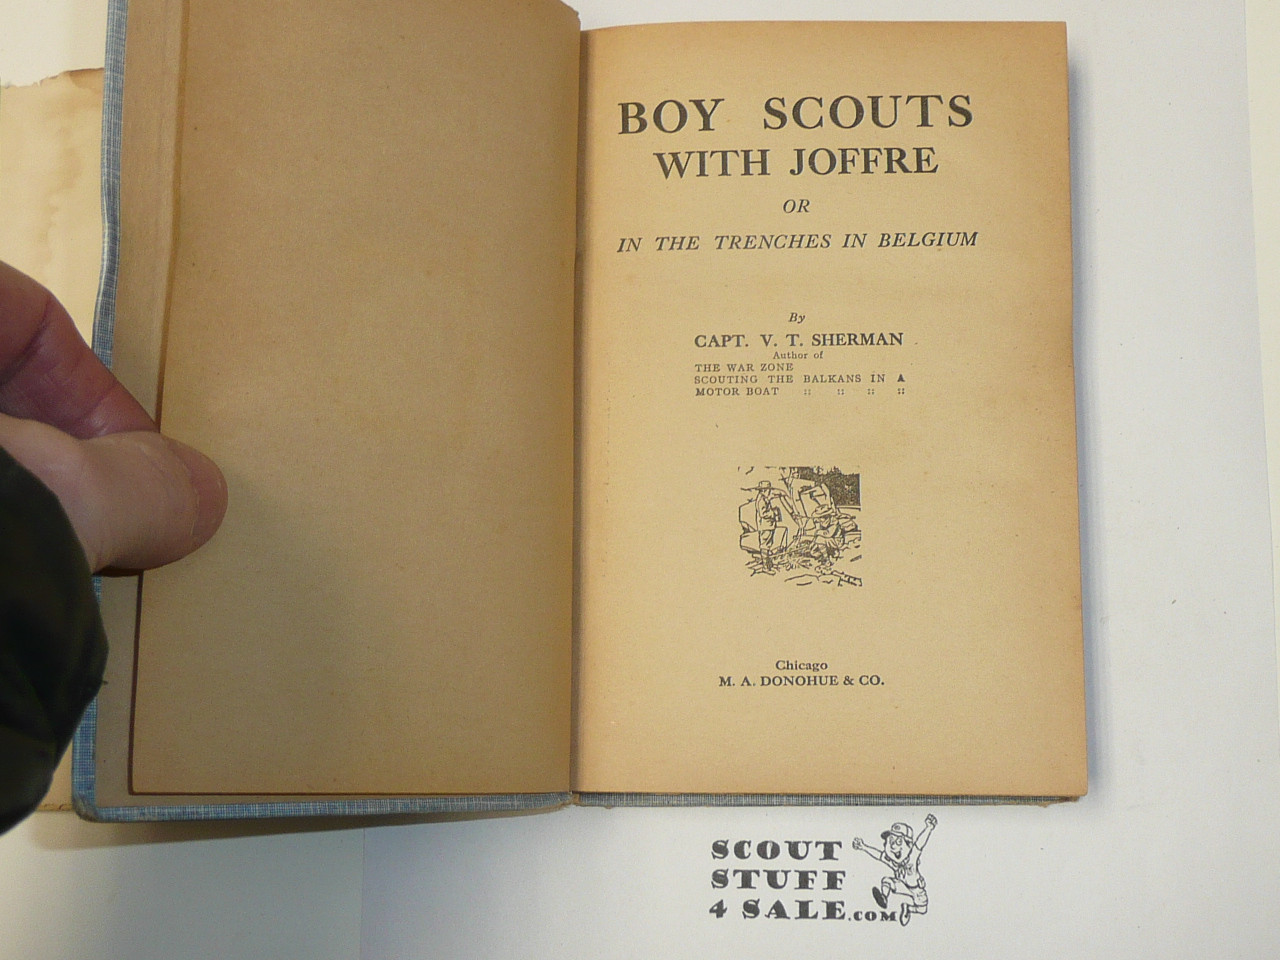 BOY SCOUTS
WITH JOFFRE
OR
IN THE TRENCHES IN BELGIUM
By
CAPT. V. T. SHERMAN
Author of
THE WAR ZONE
SCOUTING THE BALKANS IN A
MOTOR BOAT :: :: :: ::
Chicago
M. A. DONOHUE & CO.
SCOUT
STUFF
4 SALE.COM